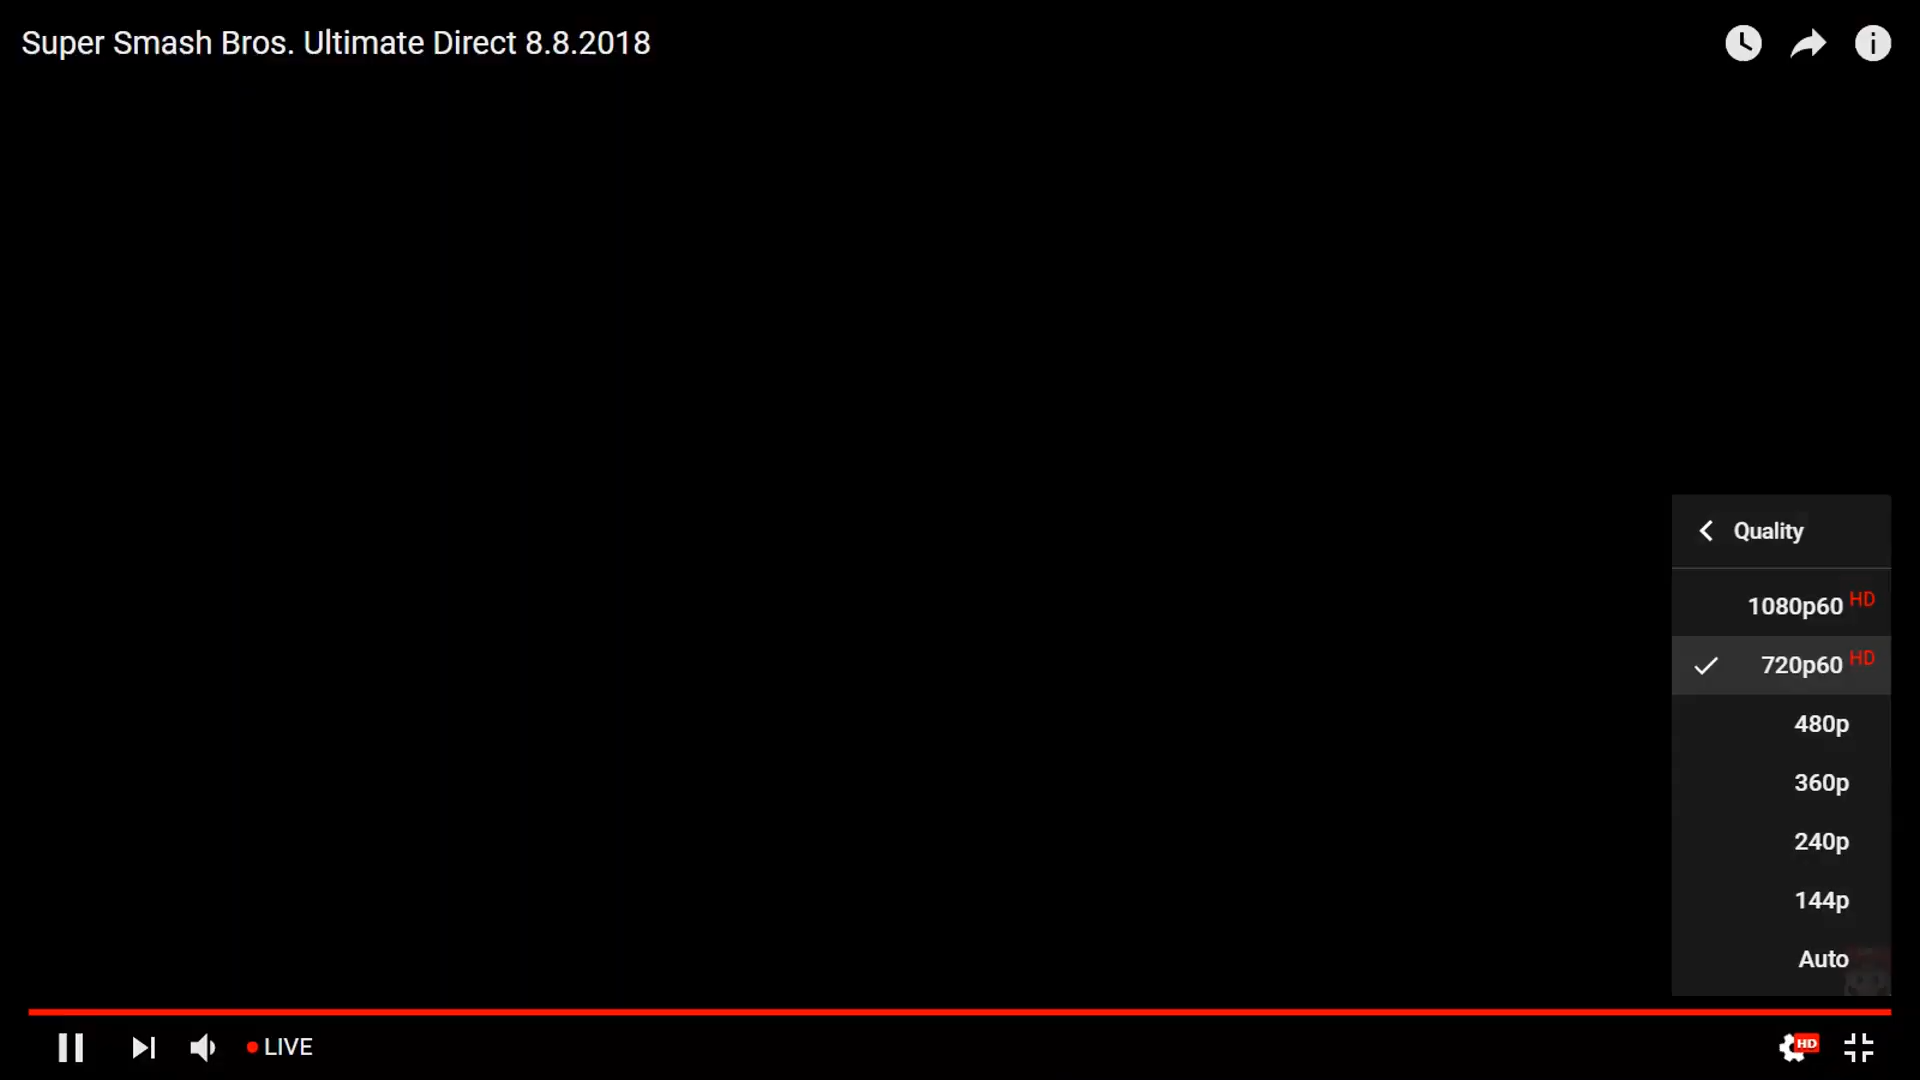 Super Smash Bros. Ultimate Direct 8.8.2018
Quality
1080p60 HD
720p60 HD
480p
360p
240p
144p
Auto
LIVE
HD